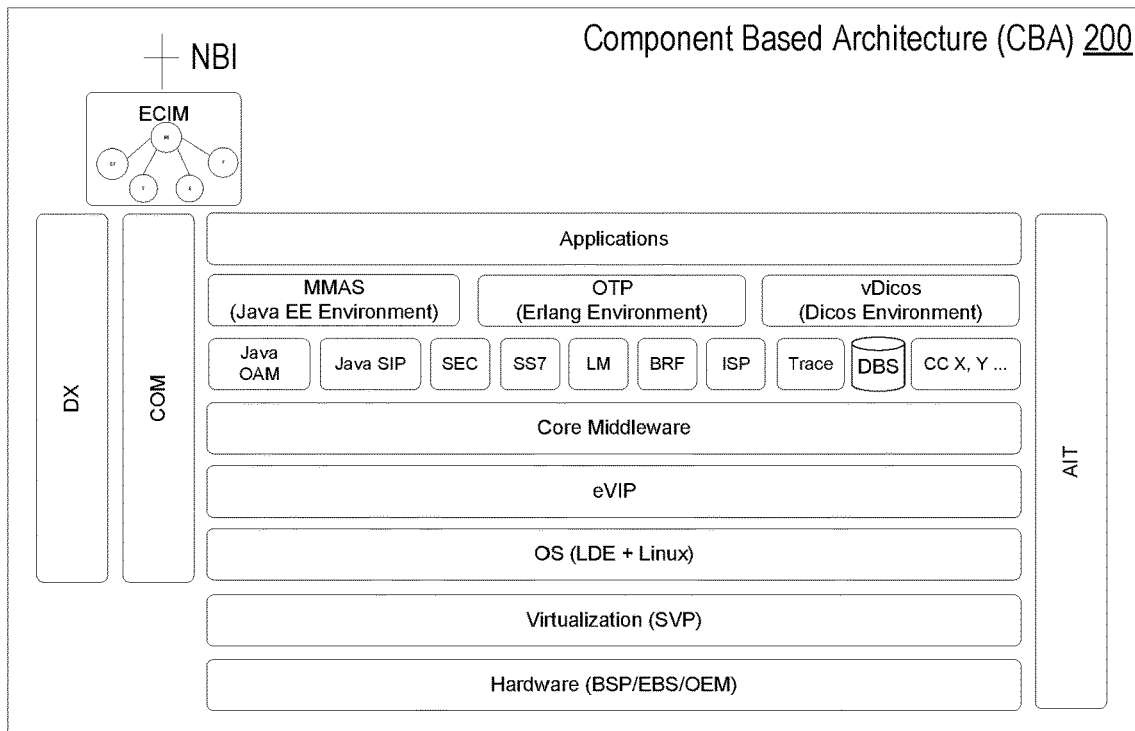 Component Based Architecture (CBA) 200
NBI
ECIM
Applications
MMAS
(Java EE Environment)
OTP
(Erlang Environment)
vDicos
(Dicos Environment)
Java
OAM
Java SIP
SEC
SS7
LM
BRF
ISP
Trace
DBS
CC X, Y ...
DX
COM
Core Middleware
eVIP
OS (LDE + Linux)
Virtualization (SVP)
Hardware (BSP/EBS/OEM)
AIT